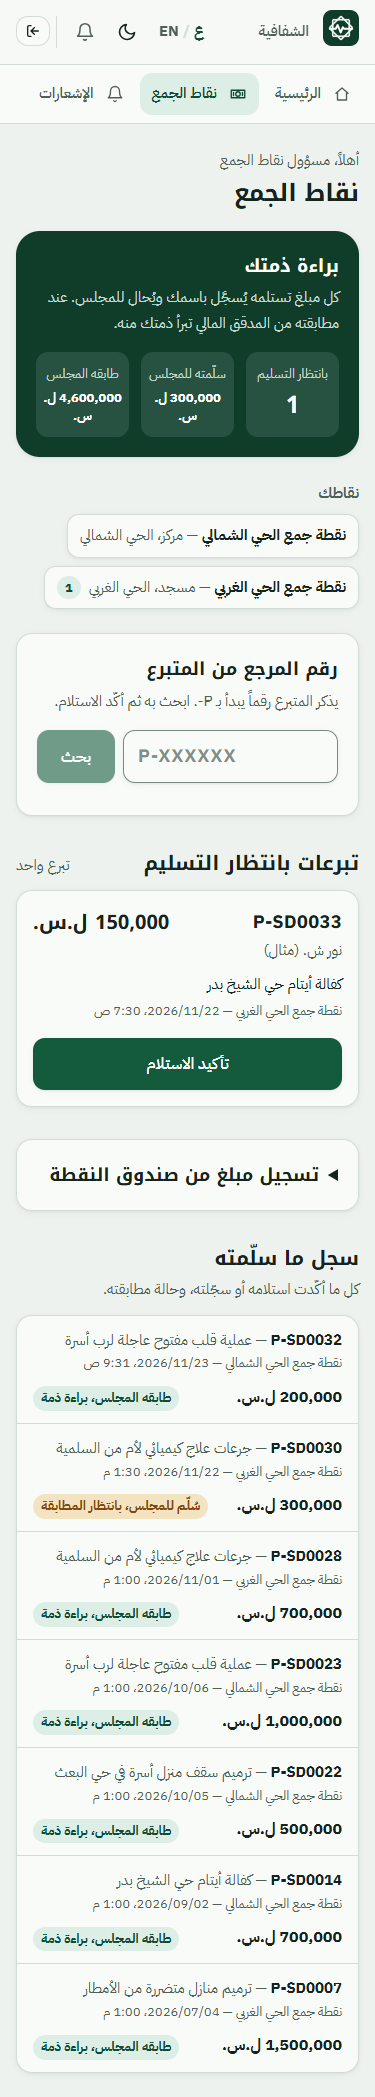 الشفافية
ع / EN
الرئيسية
نقاط الجمع
الإشعارات
أهلاً، مسؤول نقاط الجمع
نقاط الجمع
براءة ذمتك
كل مبلغ تستلمه يُسجَّل باسمك ويُحال للمجلس. عند
مطابقته من المدقق المالي تبرأ ذمتك منه.
بانتظار التسليم
1
سلّمته للمجلس
300,000 ل.
س.
طابقه المجلس
4,600,000 ل.
س.
نقاطك
نقطة جمع الحي الشمالي — مركز، الحي الشمالي
نقطة جمع الحي الغربي — مسجد، الحي الغربي 1
رقم المرجع من المتبرع
يذكر المتبرع رقماً يبدأ بـ P-. ابحث به ثم أكّد الاستلام.
P-XXXXXX
بحث
تبرعات بانتظار التسليم
تبرع واحد
P-SD0033
150,000 ل.س.
نور ش. (مثال)
كفالة أيتام حي الشيخ بدر
نقطة جمع الحي الغربي — 2026/11/22، 7:30 ص
تأكيد الاستلام
تسجيل مبلغ من صندوق النقطة
سجل ما سلّمته
كل ما أكّدت استلامه أو سجّلته، وحالة مطابقته.
P-SD0032 — عملية قلب مفتوح عاجلة لرب أسرة
نقطة جمع الحي الشمالي — 2026/11/23، 9:31 ص
200,000 ل.س.
طابقه المجلس، براءة ذمة
P-SD0030 — جرعات علاج كيميائي لأم من السلمية
نقطة جمع الحي الغربي — 2026/11/22، 1:30 م
300,000 ل.س.
سُلّم للمجلس، بانتظار المطابقة
P-SD0028 — جرعات علاج كيميائي لأم من السلمية
نقطة جمع الحي الغربي — 2026/11/01، 1:00 م
700,000 ل.س.
طابقه المجلس، براءة ذمة
P-SD0023 — عملية قلب مفتوح عاجلة لرب أسرة
نقطة جمع الحي الشمالي — 2026/10/06، 1:00 م
1,000,000 ل.س.
طابقه المجلس، براءة ذمة
P-SD0022 — ترميم سقف منزل أسرة في حي البعث
نقطة جمع الحي الشمالي — 2026/10/05، 1:00 م
500,000 ل.س.
طابقه المجلس، براءة ذمة
P-SD0014 — كفالة أيتام حي الشيخ بدر
نقطة جمع الحي الشمالي — 2026/09/02، 1:00 م
700,000 ل.س.
طابقه المجلس، براءة ذمة
P-SD0007 — ترميم منازل متضررة من الأمطار
نقطة جمع الحي الغربي — 2026/07/04، 1:00 م
1,500,000 ل.س.
طابقه المجلس، براءة ذمة